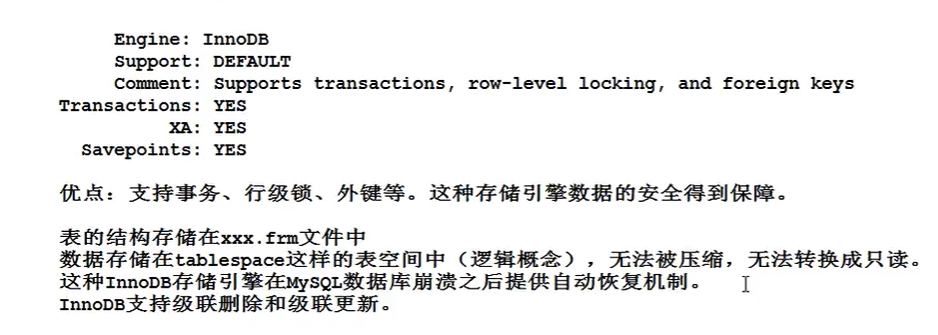 Engine: InnoDB
Support: DEFAULT
Comment: Supports transactions, row-level locking, and foreign keys
Transactions: YES
XA: YES
Savepoints: YES
优点：支持事务、行级锁、外键等。这种存储引擎数据的安全得到保障。
表的结构存储在xxx.frm文件中
数据存储在tablespace这样的表空间中（逻辑概念），无法被压缩，无法转换成只读。
这种InnoDB存储引擎在MySQL数据库崩溃之后提供自动恢复机制。
InnoDB支持级联删除和级联更新。